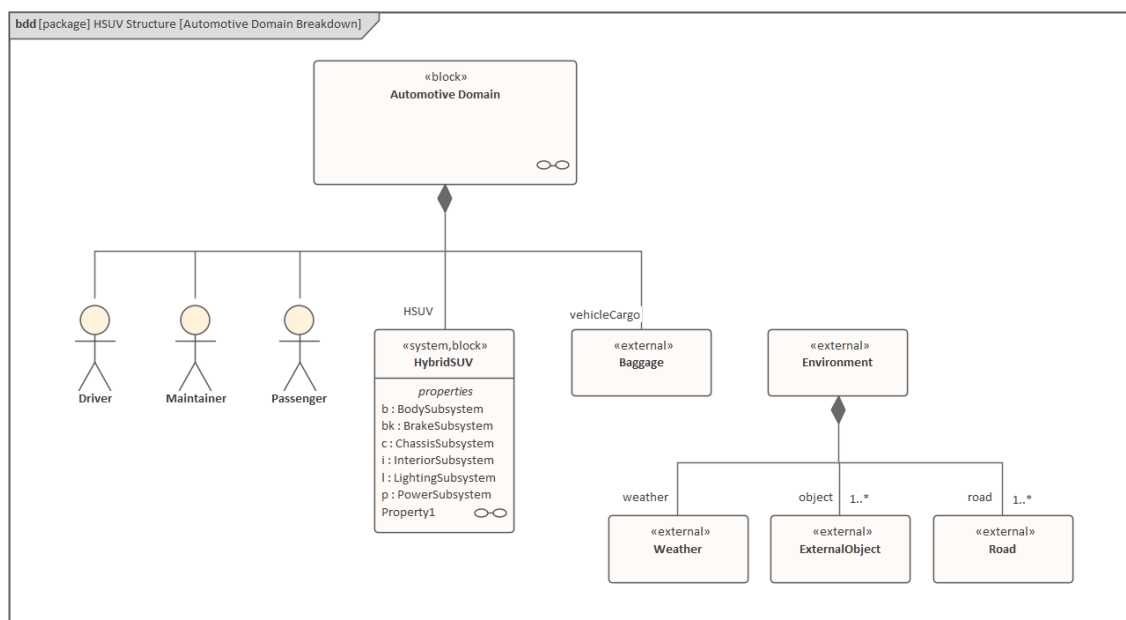 bdd [package] HSUV Structure [Automotive Domain Breakdown]
«block»
Automotive Domain
HSUV
vehicleCargo
Driver
Maintainer
Passenger
«system,block»
HybridSUV
properties
b : BodySubsystem
bk : BrakeSubsystem
c : ChassisSubsystem
i : InteriorSubsystem
l : LightingSubsystem
p : PowerSubsystem
Property1
«external»
Baggage
«external»
Environment
weather
object
1..*
road
1..*
«external»
Weather
«external»
ExternalObject
«external»
Road